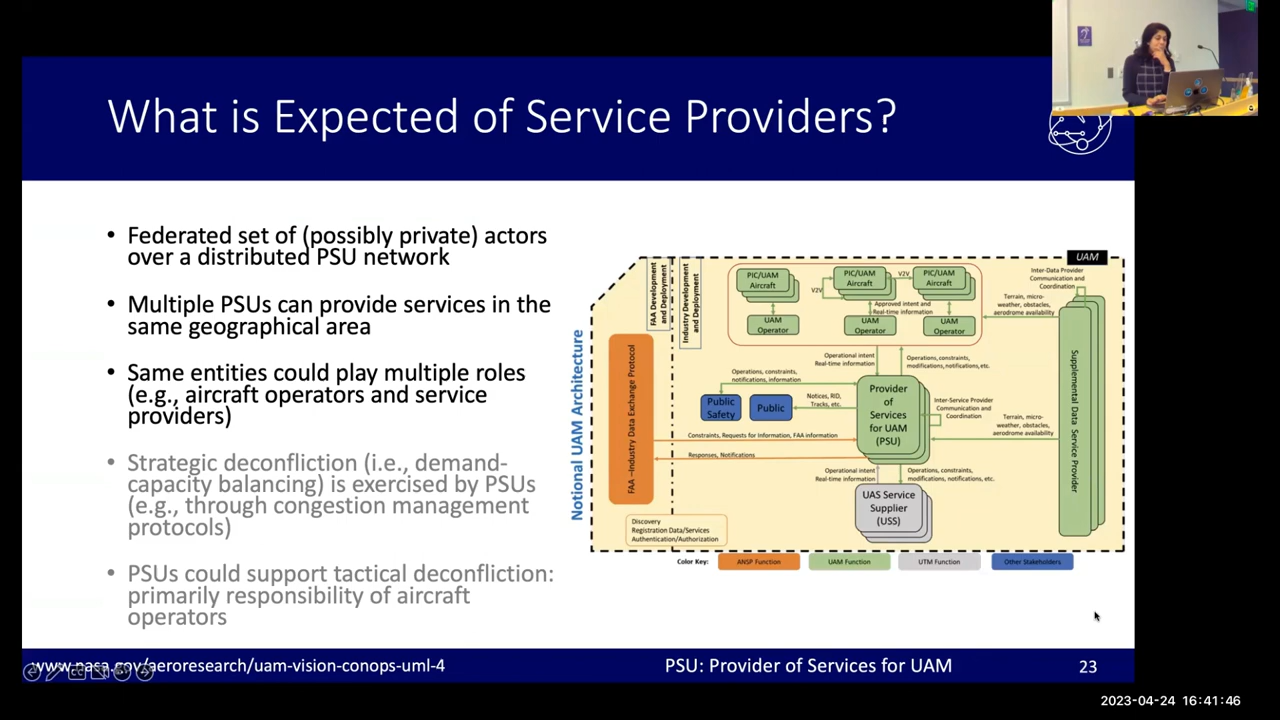 What is Expected of Service Providers?
• Federated set of (possibly private) actors
over a distributed PSU network
• Multiple PSUs can provide services in the
same geographical area
• Same entities could play multiple roles
(e.g., aircraft operators and service
providers)
• Strategic deconfliction (i.e., demand-
capacity balancing) is exercised by PSUs
(e.g., through congestion management
protocols)
• PSUs could support tactical deconfliction:
primarily responsibility of aircraft
operators
Notional UAM Architecture
UAM
FAA Development
and Deployment
Industry Development
and Deployment
PIC/UAM
Aircraft
V2V
PIC/UAM
Aircraft
V2V
PIC/UAM
Aircraft
Approved intent and
Real-time information
UAM
Operator
UAM
Operator
UAM
Operator
Inter-Data Provider
Communication and
Coordination
Terrain, micro-
weather, obstacles,
aerodrome availability
Operational intent
Real-time information
Operations, constraints,
modifications, notifications, etc.
FAA –Industry Data Exchange Protocol
Operations, constraints,
notifications, information
Public
Safety
Public
Notices, RID,
Tracks, etc.
Provider
of
Services
for UAM
(PSU)
Inter-Service Provider
Communication and
Coordination
Terrain, micro-
weather, obstacles,
aerodrome availability
Supplemental Data Service Provider
Constraints, Requests for Information, FAA information
Responses, Notifications
Operational intent
Real-time information
Operations, constraints,
modifications, notifications, etc.
UAS Service
Supplier
(USS)
Discovery
Registration Data/Services
Authentication/Authorization
Color Key:
ANSP Function
UAM Function
UTM Function
Other Stakeholders
www.nasa.gov/aeroresearch/uam-vision-conops-uml-4
PSU: Provider of Services for UAM
23
2023-04-24 16:41:46